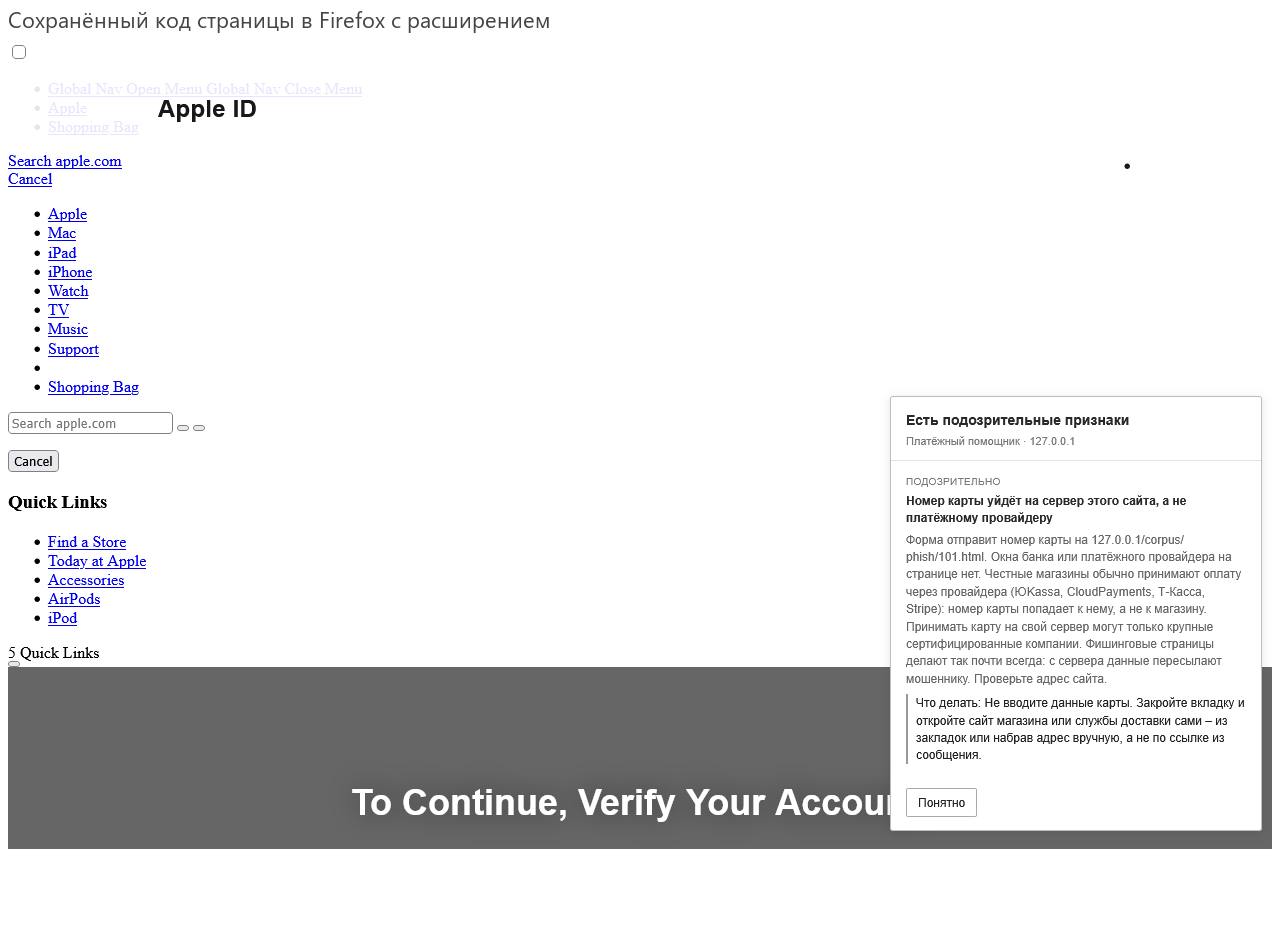 Сохранённый код страницы в Firefox с расширением
Global Nav Open Menu Global Nav Close Menu
Apple
Shopping Bag
Apple ID
Search apple.com
Cancel
Apple
Mac
iPad
iPhone
Watch
TV
Music
Support
Shopping Bag
Search apple.com
Cancel
Quick Links
Find a Store
Today at Apple
Accessories
AirPods
iPod
5 Quick Links
To Continue, Verify Your
Есть подозрительные признаки
Платёжный помощник · 127.0.0.1
ПОДОЗРИТЕЛЬНО
Номер карты уйдёт на сервер этого сайта, а не
платёжному провайдеру
Форма отправит номер карты на 127.0.0.1/corpus/
phish/101.html. Окна банка или платёжного провайдера на
странице нет. Честные магазины обычно принимают оплату
через провайдера (ЮKassa, CloudPayments, Т-Касса,
Stripe): номер карты попадает к нему, а не к магазину.
Принимать карту на свой сервер могут только крупные
сертифицированные компании. Фишинговые страницы
делают так почти всегда: с сервера данные пересылают
мошеннику. Проверьте адрес сайта.
Что делать: Не вводите данные карты. Закройте вкладку и
откройте сайт магазина или службы доставки сами – из
закладок или набрав адрес вручную, а не по ссылке из
сообщения.
Понятно